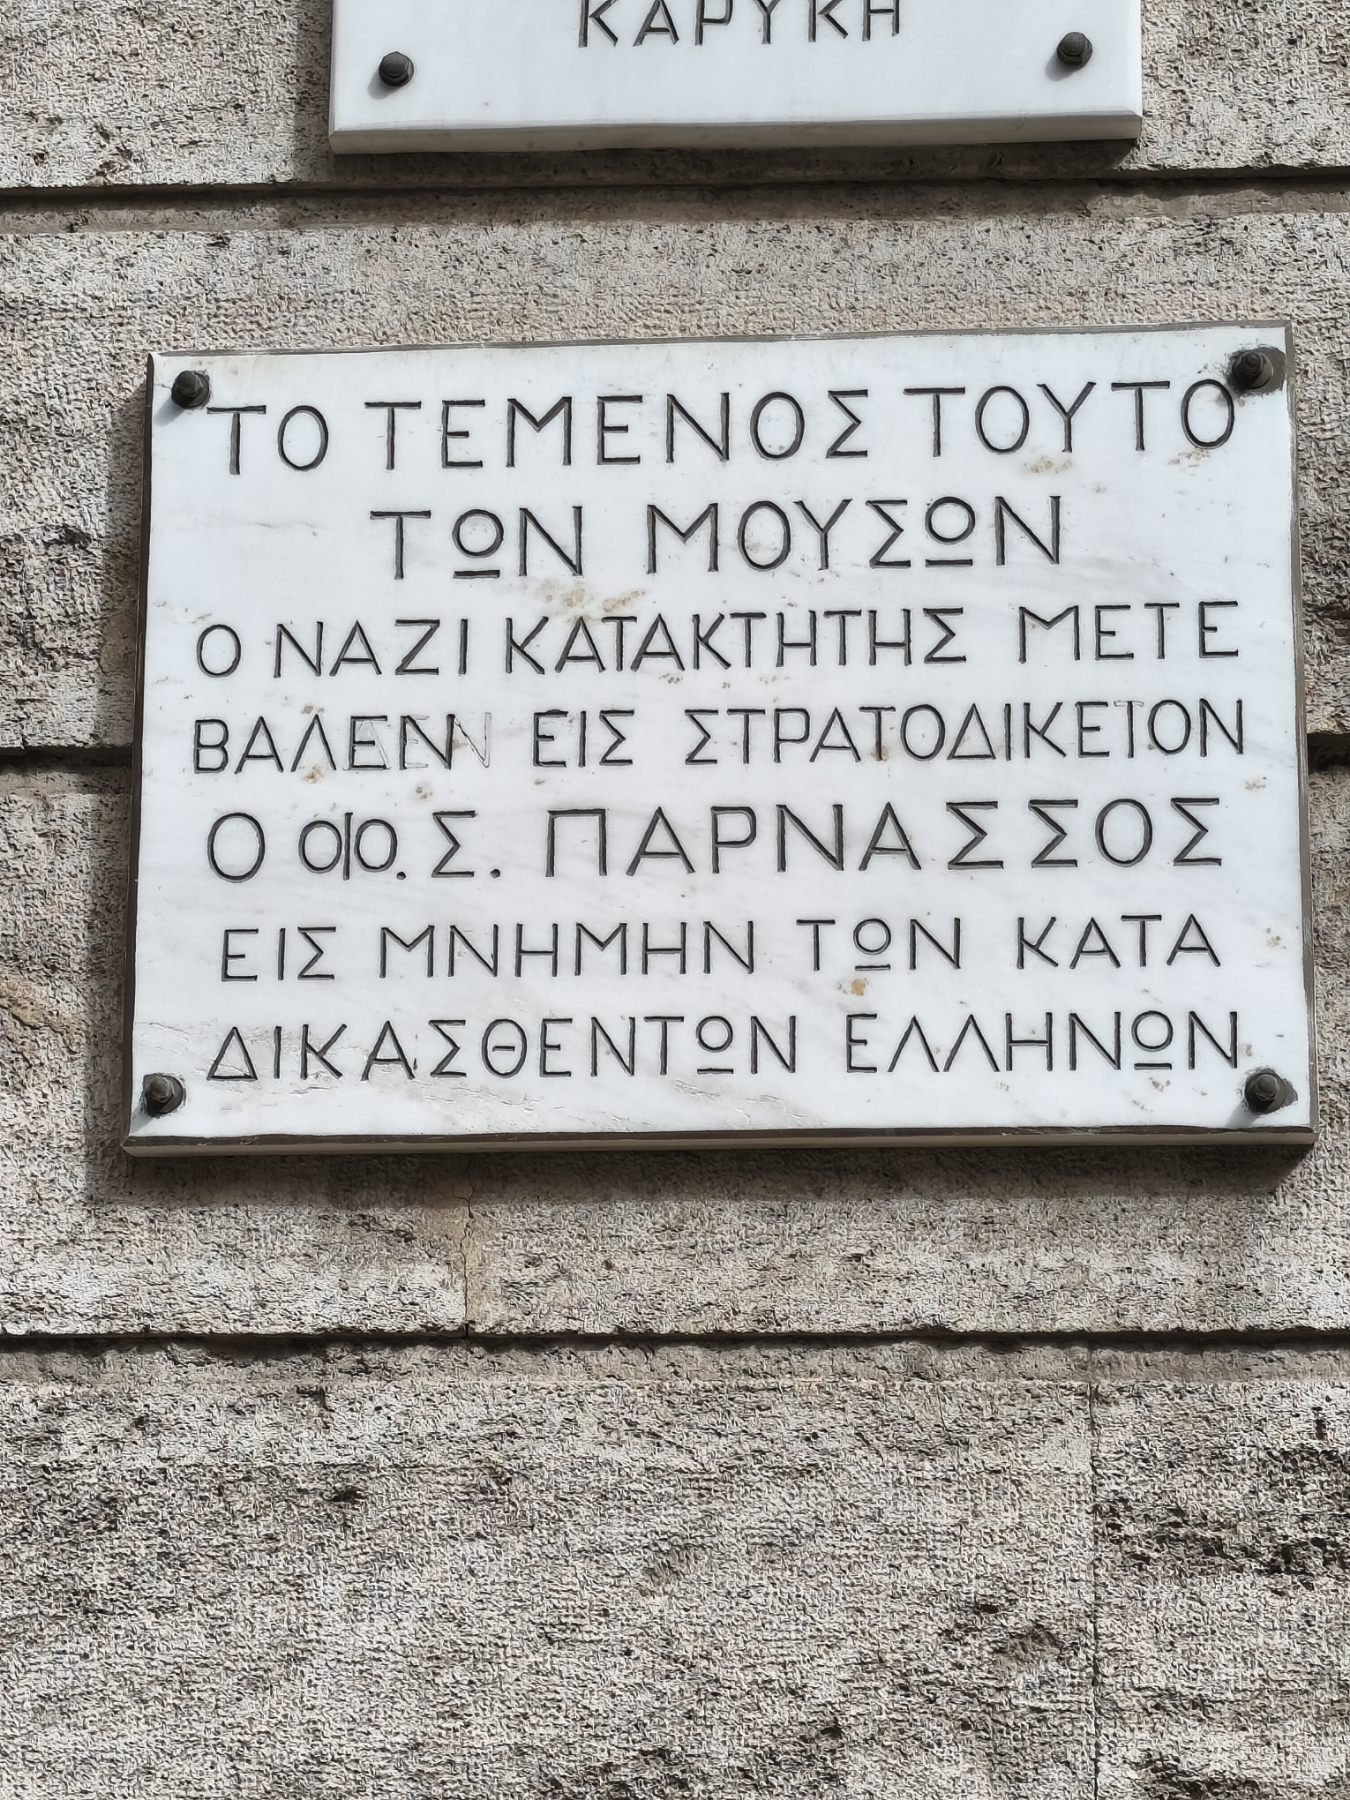 ΚΑΡΥΚΗ
ΤΟ ΤΕΜΕΝΟΣ ΤΟΥΤΟ
ΤΩΝ ΜΟΥΣΩΝ
Ο ΝΑΖΙ ΚΑΤΑΚΤΗΤΗΣ ΜΕΤΕ
ΒΑΛΕΝ ΕΙΣ ΣΤΡΑΤΟΔΙΚΕΙΟΝ
Ο Φ.Σ. ΠΑΡΝΑΣΣΟΣ
ΕΙΣ ΜΝΗΜΗΝ ΤΩΝ ΚΑΤΑ
ΔΙΚΑΣΘΕΝΤΩΝ ΕΛΛΗΝΩΝ